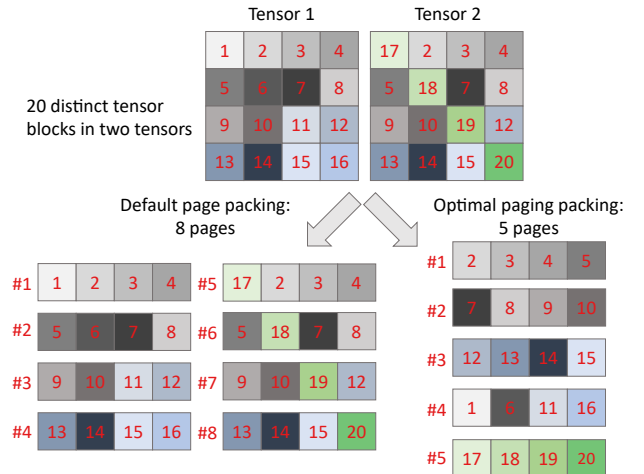 Tensor 1 Tensor 2
1 2 3 4 17 2 3 4
5 6 7 8 5 18 7 8
20 distinct tensor
blocks in two tensors
9 10 11 12 9 10 19 12
13 14 15 16 13 14 15 20
Default page packing:
8 pages
Optimal paging packing:
5 pages
#1 1 2 3 4 #5 17 2 3 4
#2 5 6 7 8 #6 5 18 7 8
#3 9 10 11 12 #7 9 10 19 12
#4 13 14 15 16 #8 13 14 15 20
#1 2 3 4 5
#2 7 8 9 10
#3 12 13 14 15
#4 1 6 11 16
#5 17 18 19 20